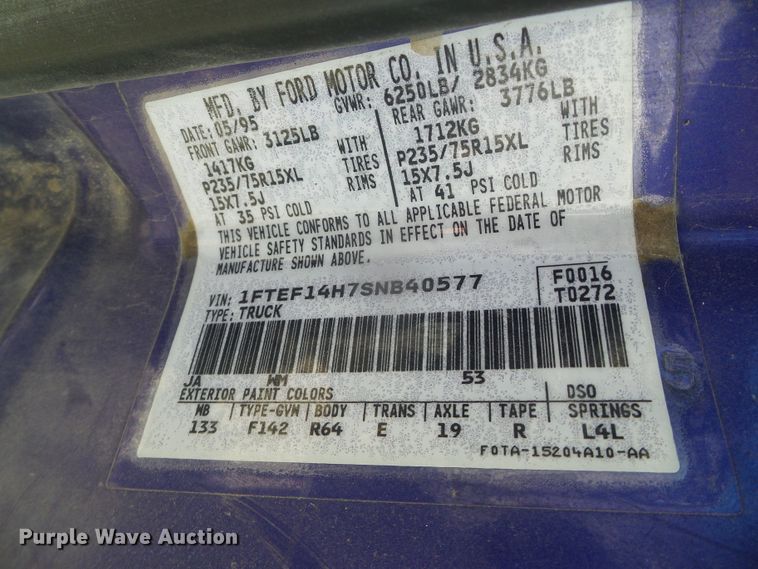 MFD. BY FORD MOTOR CO. IN U.S.A.
DATE: 05/95 GVWR: 6250LB/ 2834KG
FRONT GAWR: 3125LB REAR GAWR: 3776LB
1417KG WITH 1712KG WITH
P235/75R15XL TIRES P235/75R15XL TIRES
15X7.5J RIMS 15X7.5J RIMS
AT 35 PSI COLD AT 41 PSI COLD
THIS VEHICLE CONFORMS TO ALL APPLICABLE FEDERAL MOTOR
VEHICLE SAFETY STANDARDS IN EFFECT ON THE DATE OF
MANUFACTURE SHOWN ABOVE.
VIN: 1FTEF14H7SNB40577 F0016
TYPE: TRUCK T0272
JA WM 53
EXTERIOR PAINT COLORS DSO
WB TYPE-GVM BODY TRANS AXLE TAPE SPRINGS
133 F142 R64 E 19 R L4L
F0TA-15204A10-AA
Purple Wave Auction